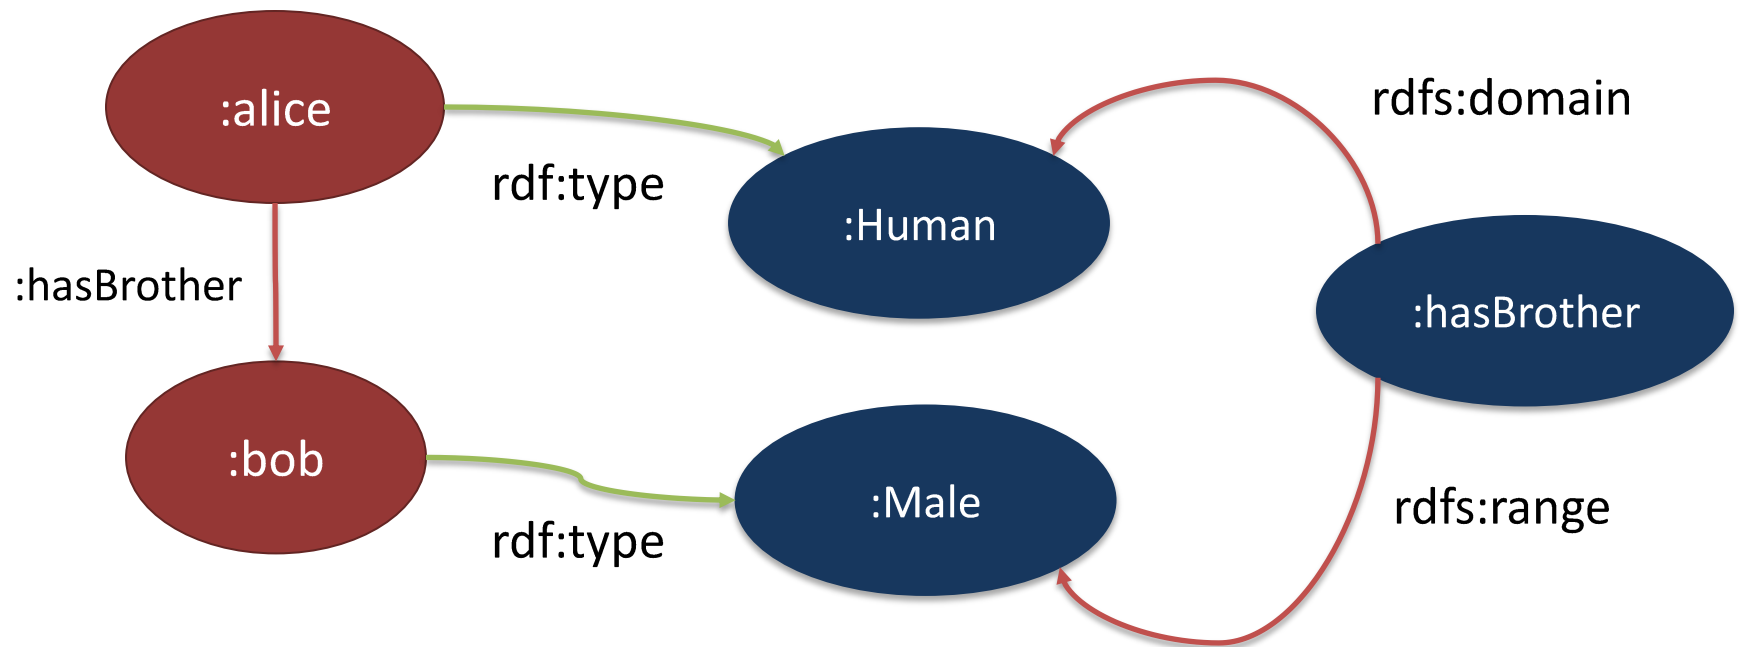 :alice
rdfs:domain
rdf:type
:Human
:hasBrother
:hasBrother
:bob
:Male
rdfs:range
rdf:type